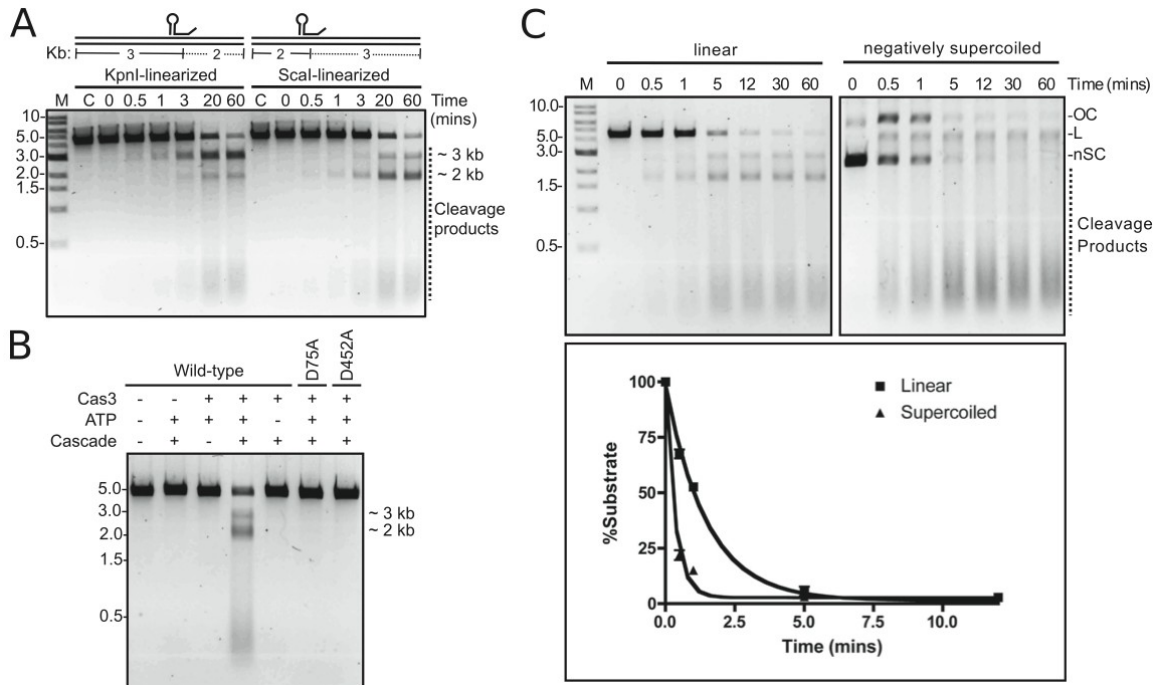 A
Kb: 3 2 2 3
KpnI-linearized ScaI-linearized
M C 0 0.5 1 3 20 60 C 0 0.5 1 3 20 60 Time (mins)
10-
5.0-
3.0- ~ 3 kb
2.0- ~ 2 kb
1.5-
Cleavage
products
0.5-
B
Wild-type D75A D452A
Cas3 - - + + + + +
ATP - + + + - + +
Cascade - + - + + + +
5.0-
3.0- ~ 3 kb
2.0- ~ 2 kb
1.5-
0.5-
C
linear negatively supercoiled
M 0 0.5 1 5 12 30 60 0 0.5 1 5 12 30 60 Time (mins)
10.0- -OC
5.0- -L
3.0- -nSC
1.5-
Cleavage
0.5- Products
100
75
50
25
0
%Substrate
Linear
Supercoiled
0.0 2.5 5.0 7.5 10.0
Time (mins)